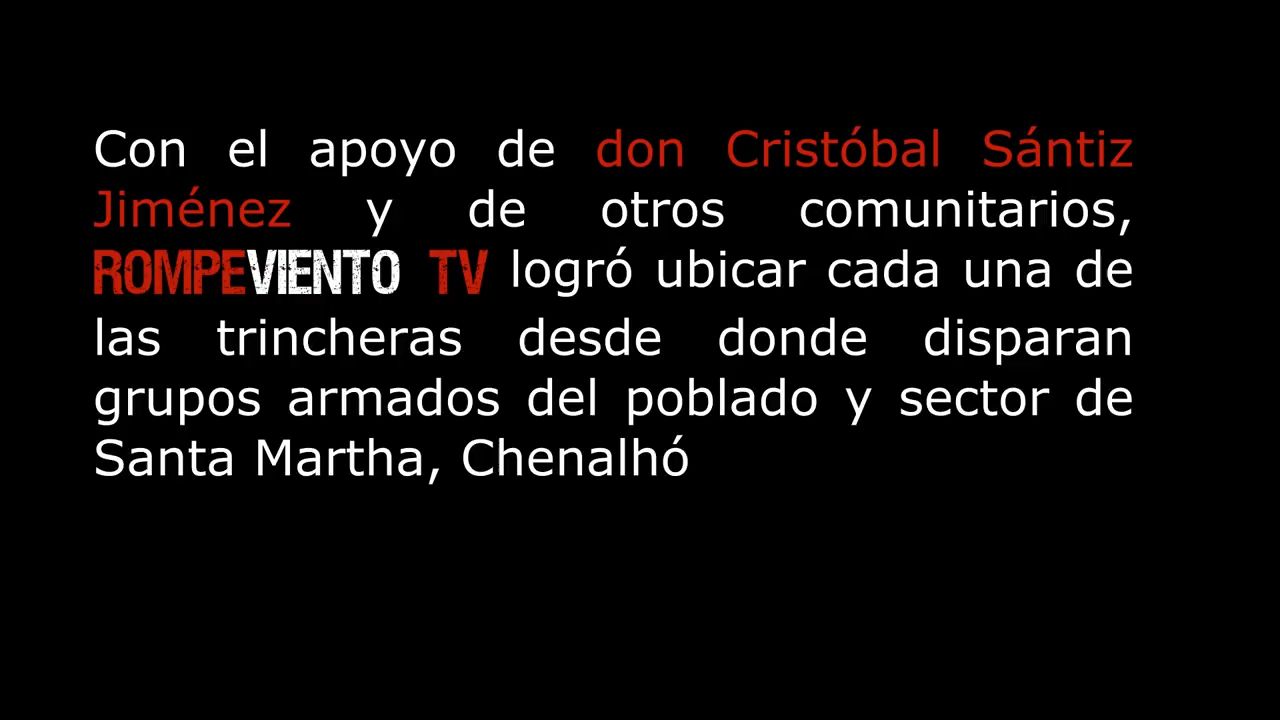 Con el apoyo de don Cristóbal Sántiz
Jiménez y de otros comunitarios,
ROMPEVIENTO TV logró ubicar cada una de
las trincheras desde donde disparan
grupos armados del poblado y sector de
Santa Martha, Chenalhó